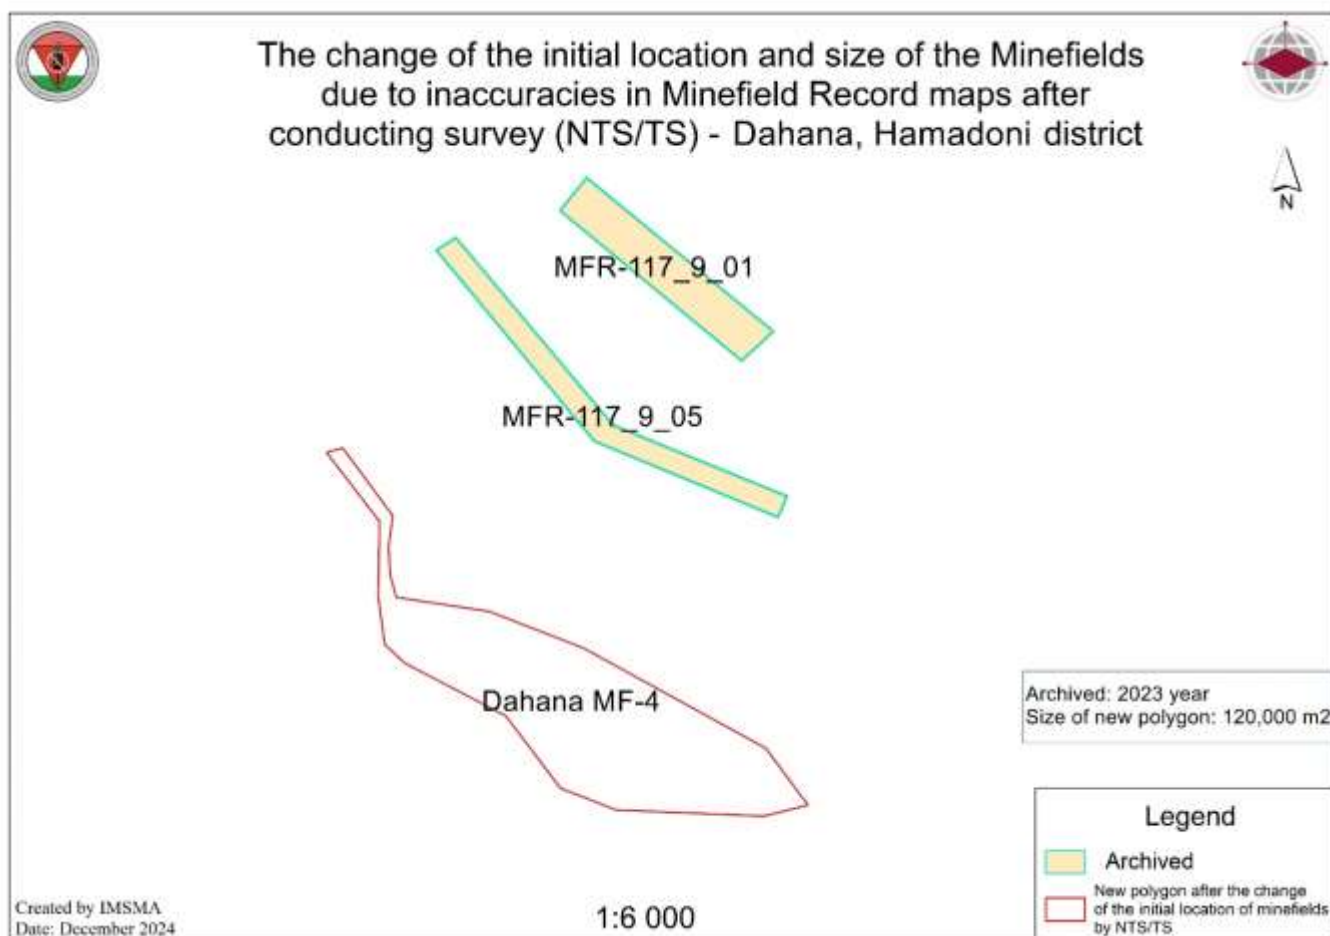 The change of the initial location and size of the Minefields
due to inaccuracies in Minefield Record maps after
conducting survey (NTS/TS) - Dahana, Hamadoni district
N
MFR-117_9_01
MFR-117_9_05
Dahana MF-4
Archived: 2023 year
Size of new polygon: 120,000 m2
Legend
Archived
New polygon after the change
of the initial location of minefields
by NTS/TS
Created by IMSMA
Date: December 2024
1:6 000